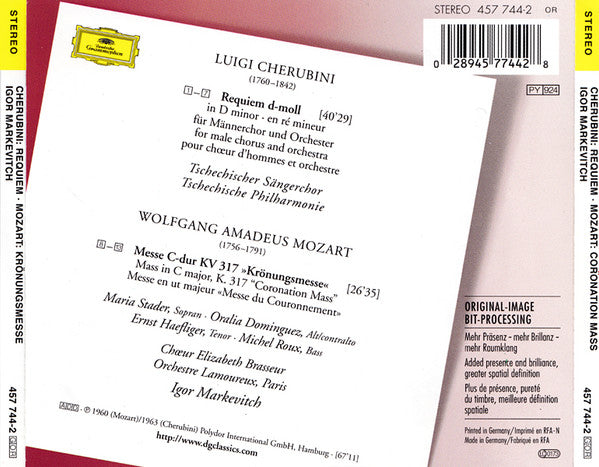 STEREO
CHERUBINI: REQUIEM · MOZART: KRÖNUNGSMESSE
IGOR MARKEVITCH
457 744-2
Deutsche
Grammophon
STEREO 457 744-2 OR
0 28945 77442 8
PY 924
LUIGI CHERUBINI
(1760–1842)
1–7 Requiem d-moll [40'29]
in D minor · en ré mineur
für Männerchor und Orchester
for male chorus and orchestra
pour chœur d'hommes et orchestre
Tschechischer Sängerchor
Tschechische Philharmonie
WOLFGANG AMADEUS MOZART
(1756–1791)
8–13 Messe C-dur KV 317 »Krönungsmesse«
Mass in C major, K. 317 "Coronation Mass" [26'35]
Messe en ut majeur «Messe du Couronnement»
Maria Stader, Sopran · Oralia Dominguez, Alt/contralto
Ernst Haefliger, Tenor · Michel Roux, Bass
Chœur Elizabeth Brasseur
Orchestre Lamoureux, Paris
Igor Markevitch
ADD ℗ 1960 (Mozart)/1963 (Cherubini) Polydor International GmbH, Hamburg · [67'11]
http://www.dgclassics.com
ORIGINAL-IMAGE
BIT-PROCESSING
Mehr Präsenz – mehr Brillanz –
mehr Raumklang
Added presence and brilliance,
greater spatial definition
Plus de présence, pureté
du timbre, meilleure définition
spatiale
Printed in Germany/Imprimé en RFA-N
Made in Germany/Fabriqué en RFA
STEREO
CHERUBINI: REQUIEM · MOZART: CORONATION MASS
IGOR MARKEVITCH
457 744-2